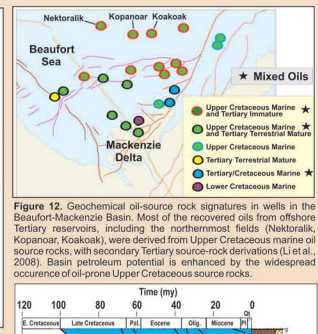 Nektoralik
Kopanoar
Koakoak
Beaufort
Sea
★ Mixed Oils
Upper Cretaceous Marine ★
and Tertiary Immature
Upper Cretaceous Marine ★
and Tertiary Terrestrial Mature
Upper Cretaceous Marine
Tertiary Terrestrial Mature
Tertiary/Cretaceous Marine ★
Lower Cretaceous Marine
Mackenzie
Delta
Figure 12. Geochemical oil-source rock signatures in wells in the
Beaufort-Mackenzie Basin. Most of the recovered oils from offshore
Tertiary reservoirs, including the northernmost fields (Nektoralik,
Kopanoar, Koakoak), were derived from Upper Cretaceous marine oil
source rocks, with secondary Tertiary source-rock derivations (Li et al.,
2008). Basin petroleum potential is enhanced by the widespread
occurence of oil-prone Upper Cretaceous source rocks.
Time (my)
120 100 80 60 40 20 0
Qt
E. Cretaceous Late Cretaceous Pal. Eocene Olig. Miocene Pl